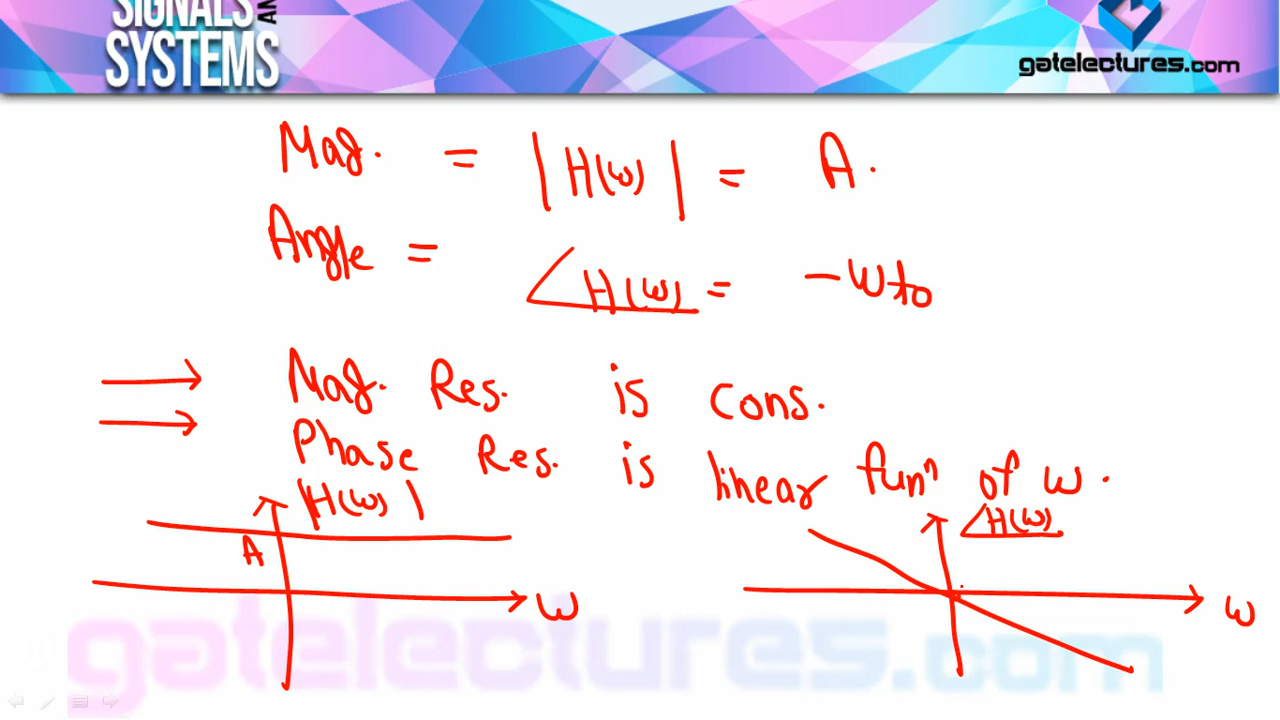 SIGNALS AN
SYSTEMS
gatelectures.com
Mag. = |H(ω)| = A.
Angle = ∠H(ω) = -ωto
→ Mag. Res. is cons.
→ Phase Res. is linear funⁿ of ω.
|H(ω)|
∠H(ω)
A
ω
ω
gatelectures.com